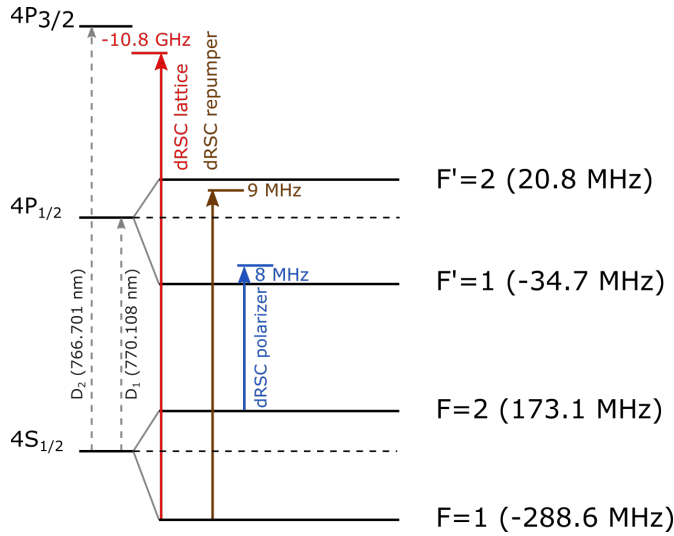 4P3/2
-10.8 GHz
dRSC lattice
dRSC repumper
F'=2 (20.8 MHz)
9 MHz
4P1/2
8 MHz
F'=1 (-34.7 MHz)
D2 (766.701 nm)
D1 (770.108 nm)
dRSC polarizer
F=2 (173.1 MHz)
4S1/2
F=1 (-288.6 MHz)